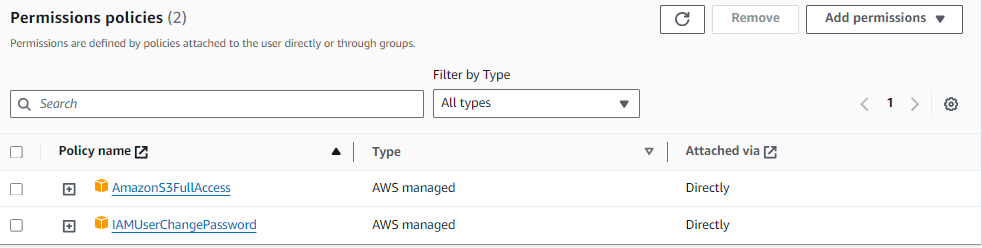 Permissions policies (2)
Remove
Add permissions
Permissions are defined by policies attached to the user directly or through groups.
Filter by Type
Search
All types
1
Policy name Type Attached via
AmazonS3FullAccess AWS managed Directly
IAMUserChangePassword AWS managed Directly